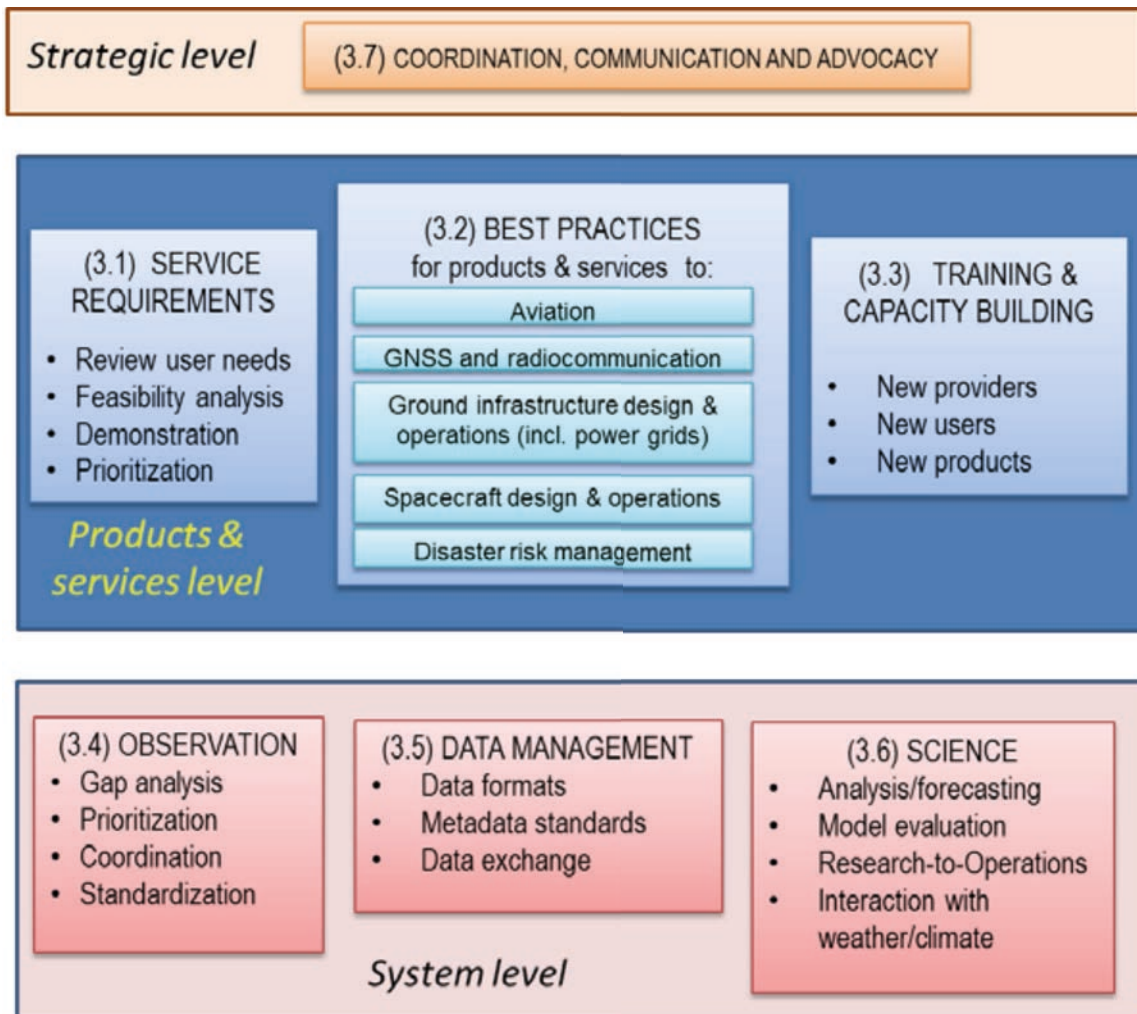 Strategic level
(3.7) COORDINATION, COMMUNICATION AND ADVOCACY
(3.1) SERVICE
REQUIREMENTS
• Review user needs
• Feasibility analysis
• Demonstration
• Prioritization
Products &
services level
(3.2) BEST PRACTICES
for products & services to:
Aviation
GNSS and radiocommunication
Ground infrastructure design &
operations (incl. power grids)
Spacecraft design & operations
Disaster risk management
(3.3) TRAINING &
CAPACITY BUILDING
• New providers
• New users
• New products
(3.4) OBSERVATION
• Gap analysis
• Prioritization
• Coordination
• Standardization
(3.5) DATA MANAGEMENT
• Data formats
• Metadata standards
• Data exchange
(3.6) SCIENCE
• Analysis/forecasting
• Model evaluation
• Research-to-Operations
• Interaction with
weather/climate
System level